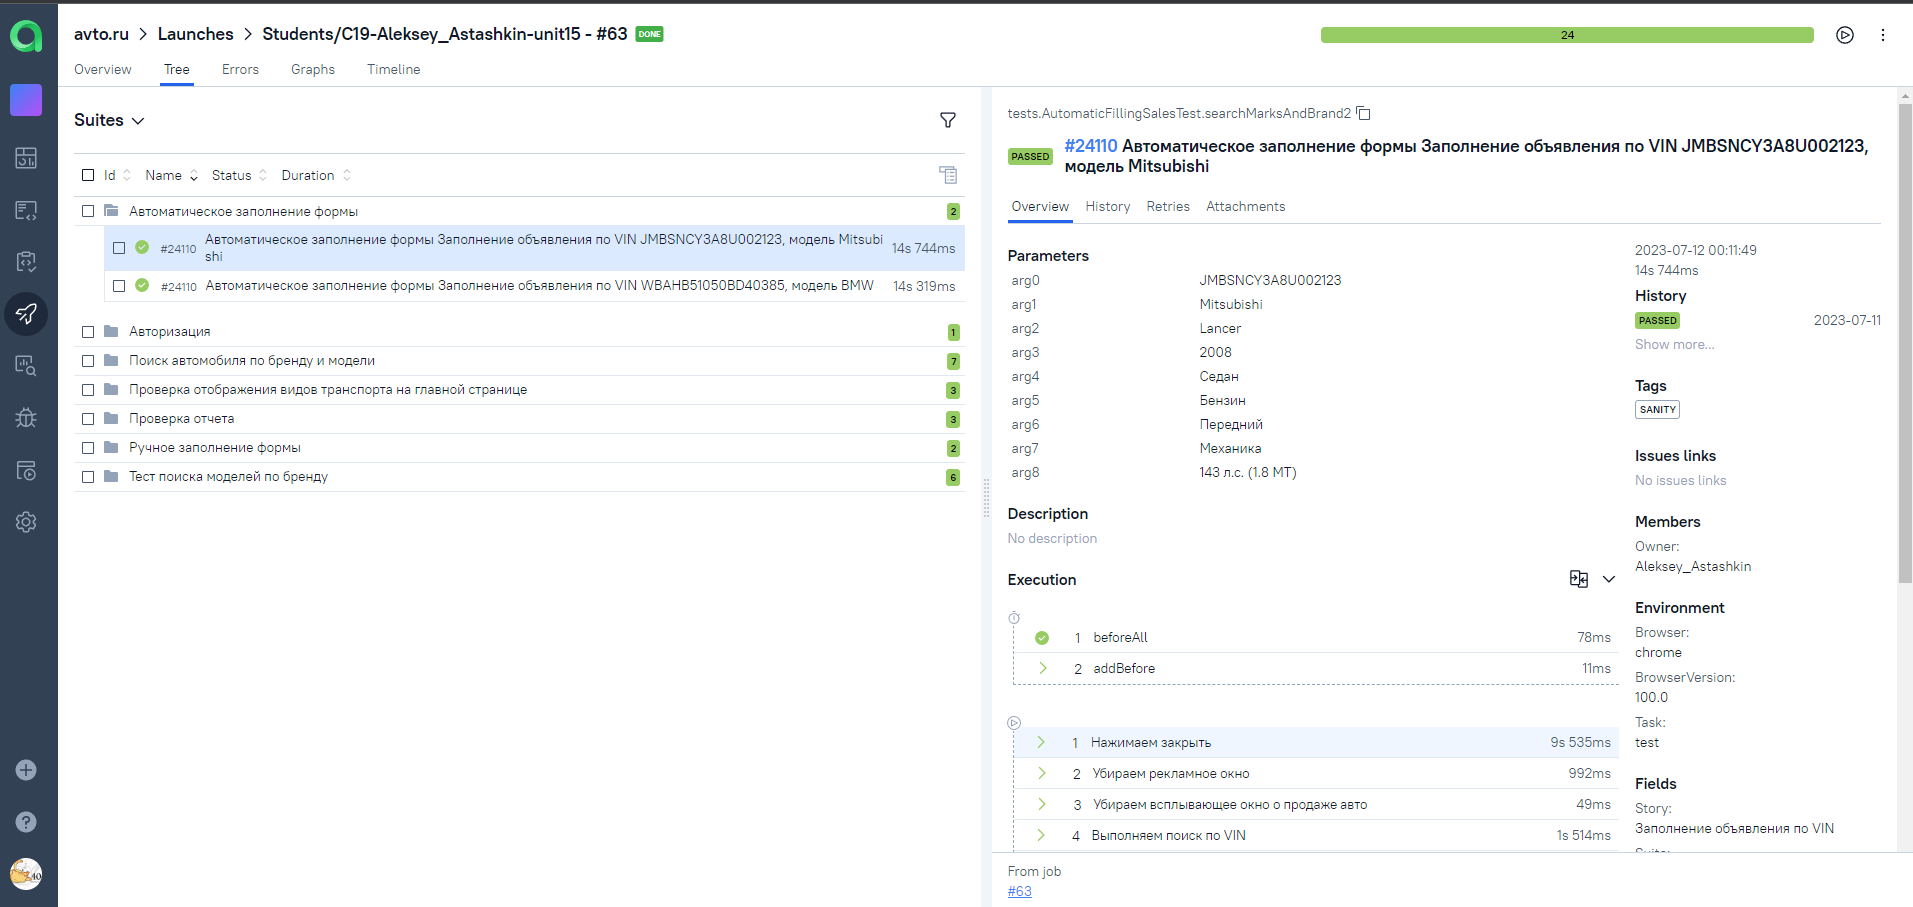 avto.ru > Launches > Students/C19-Aleksey_Astashkin-unit15 - #63 DONE
24
Overview Tree Errors Graphs Timeline
Suites
Id Name Status Duration
Автоматическое заполнение формы 2
#24110 Автоматическое заполнение формы Заполнение объявления по VIN JMBSNCY3A8U002123, модель Mitsubi
shi
14s 744ms
#24110 Автоматическое заполнение формы Заполнение объявления по VIN WBAHB51050BD40385, модель BMW 14s 319ms
Авторизация 1
Поиск автомобиля по бренду и модели 7
Проверка отображения видов транспорта на главной странице 3
Проверка отчета 3
Ручное заполнение формы 2
Тест поиска моделей по бренду 6
tests.AutomaticFillingSalesTest.searchMarksAndBrand2
PASSED #24110 Автоматическое заполнение формы Заполнение объявления по VIN JMBSNCY3A8U002123,
модель Mitsubishi
Overview History Retries Attachments
Parameters
arg0 JMBSNCY3A8U002123
arg1 Mitsubishi
arg2 Lancer
arg3 2008
arg4 Седан
arg5 Бензин
arg6 Передний
arg7 Механика
arg8 143 л.с. (1.8 MT)
Description
No description
Execution
1 beforeAll 78ms
2 addBefore 11ms
1 Нажимаем закрыть 9s 535ms
2 Убираем рекламное окно 992ms
3 Убираем всплывающее окно о продаже авто 49ms
4 Выполняем поиск по VIN 1s 514ms
2023-07-12 00:11:49
14s 744ms
History
PASSED 2023-07-11
Show more...
Tags
SANITY
Issues links
No issues links
Members
Owner:
Aleksey_Astashkin
Environment
Browser:
chrome
BrowserVersion:
100.0
Task:
test
Fields
Story:
Заполнение объявления по VIN
From job
#63